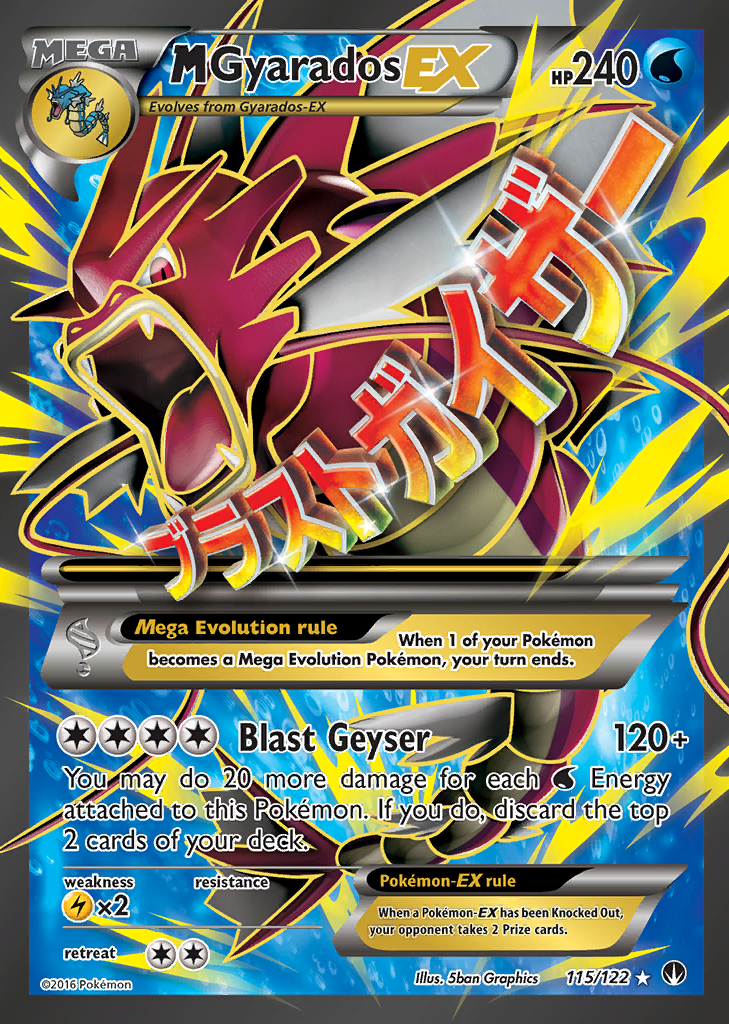 MEGA
MGyarados EX
HP240
Evolves from Gyarados-EX
ブラストガイザー
Mega Evolution rule
When 1 of your Pokémon
becomes a Mega Evolution Pokémon, your turn ends.
Blast Geyser 120+
You may do 20 more damage for each Energy
attached to this Pokémon. If you do, discard the top
2 cards of your deck.
weakness resistance
×2
Pokémon-EX rule
When a Pokémon-EX has been Knocked Out,
your opponent takes 2 Prize cards.
retreat
©2016 Pokémon
Illus. 5ban Graphics
115/122